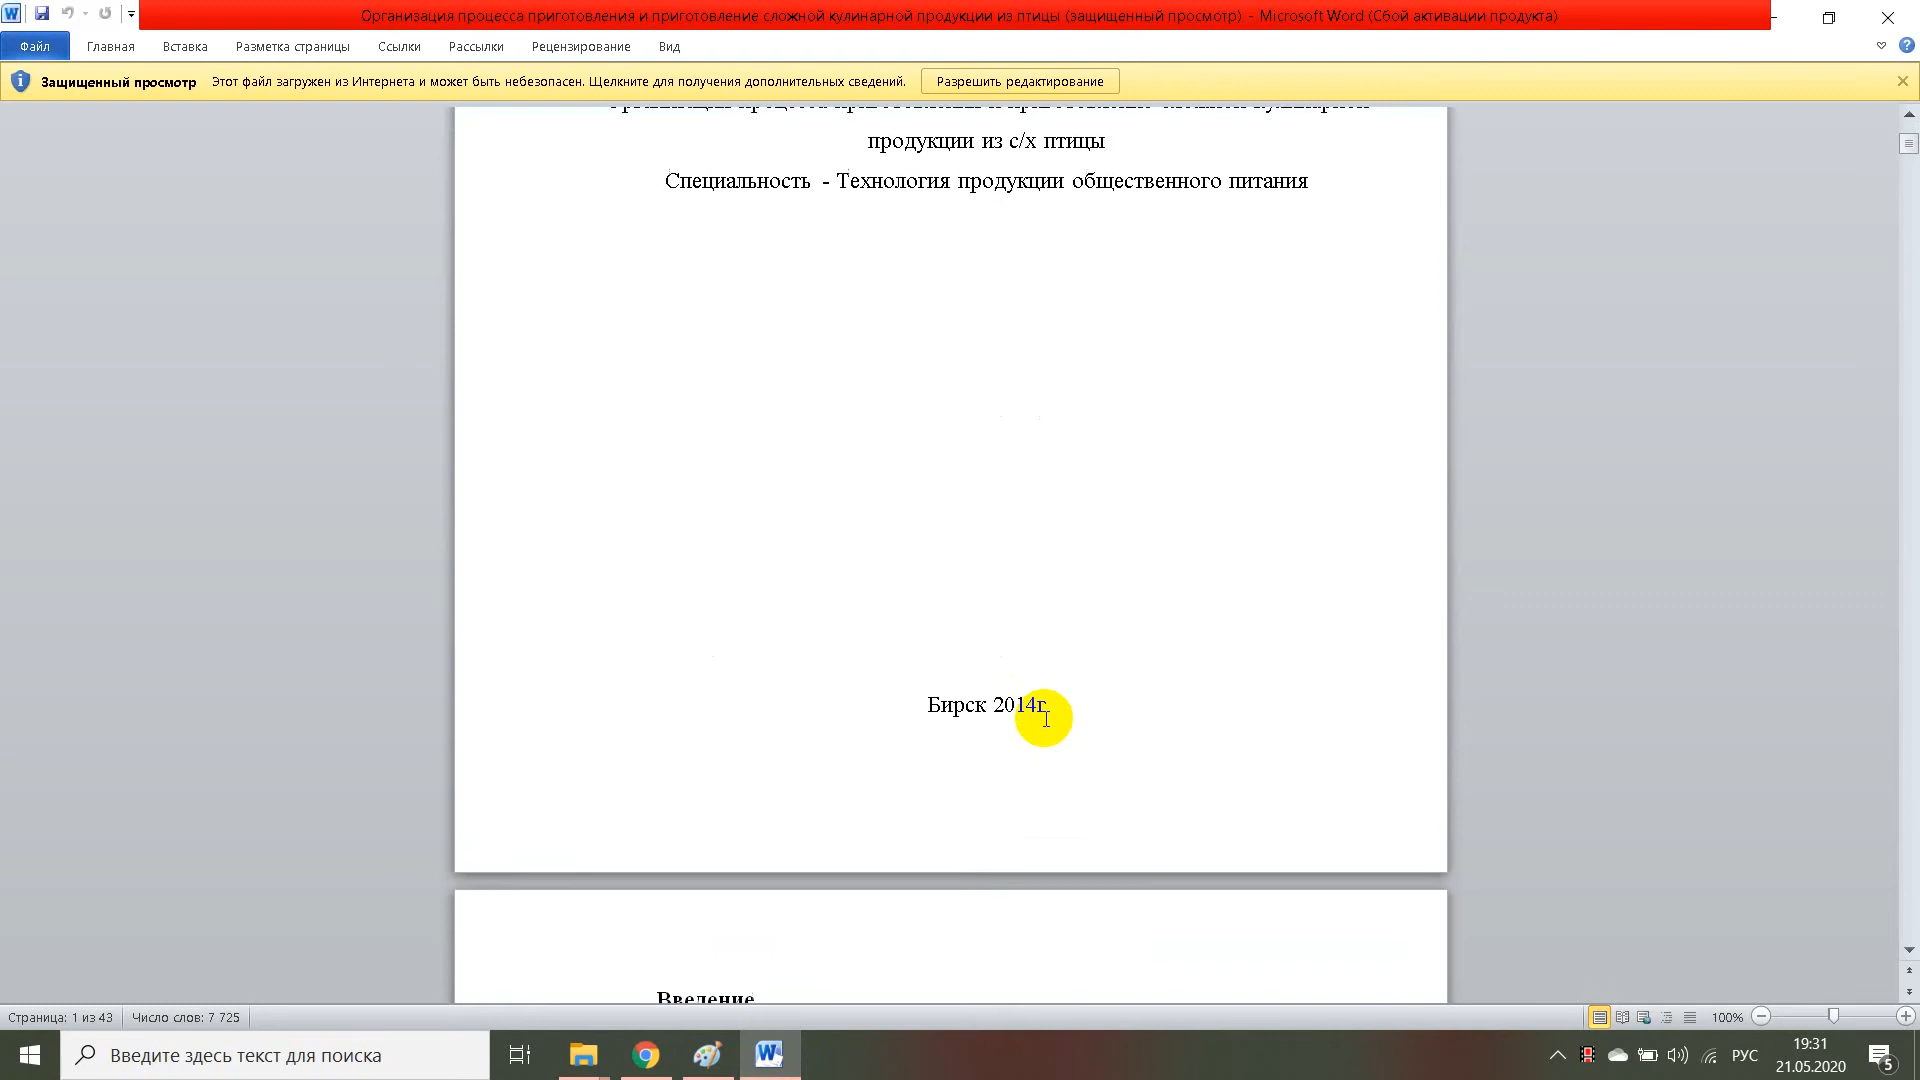 Организация процесса приготовления и приготовление сложной кулинарной продукции из птицы (защищенный просмотр) - Microsoft Word (Сбой активации продукта)
Файл Главная Вставка Разметка страницы Ссылки Рассылки Рецензирование Вид
Защищенный просмотр Этот файл загружен из Интернета и может быть небезопасен. Щелкните для получения дополнительных сведений. Разрешить редактирование
продукции из с/х птицы
Специальность - Технология продукции общественного питания
Бирск 2014г
Введение
Страница: 1 из 43 Число слов: 7 725 100%
Введите здесь текст для поиска
РУС
19:31
21.05.2020
5